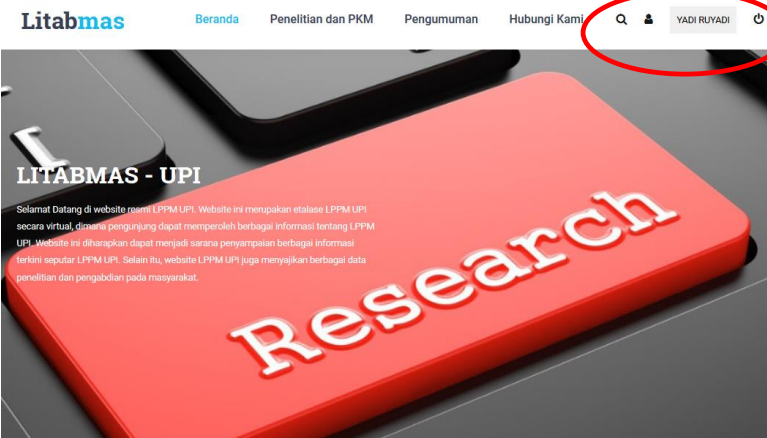 Litabmas
Beranda Penelitian dan PKM Pengumuman Hubungi Kami YADI RUYADI
I
LITABMAS - UPI
Selamat Datang di website resmi LPPM UPI. Website ini merupakan etalase LPPM UPI
secara virtual, dimana pengunjung dapat memperoleh berbagai informasi tentang LPPM
UPI. Website ini diharapkan dapat menjadi sarana penyampaian berbagai informasi
terkini seputar LPPM UPI. Selain itu, website LPPM UPI juga menyajikan berbagai data
penelitian dan pengabdian pada masyarakat.
Research